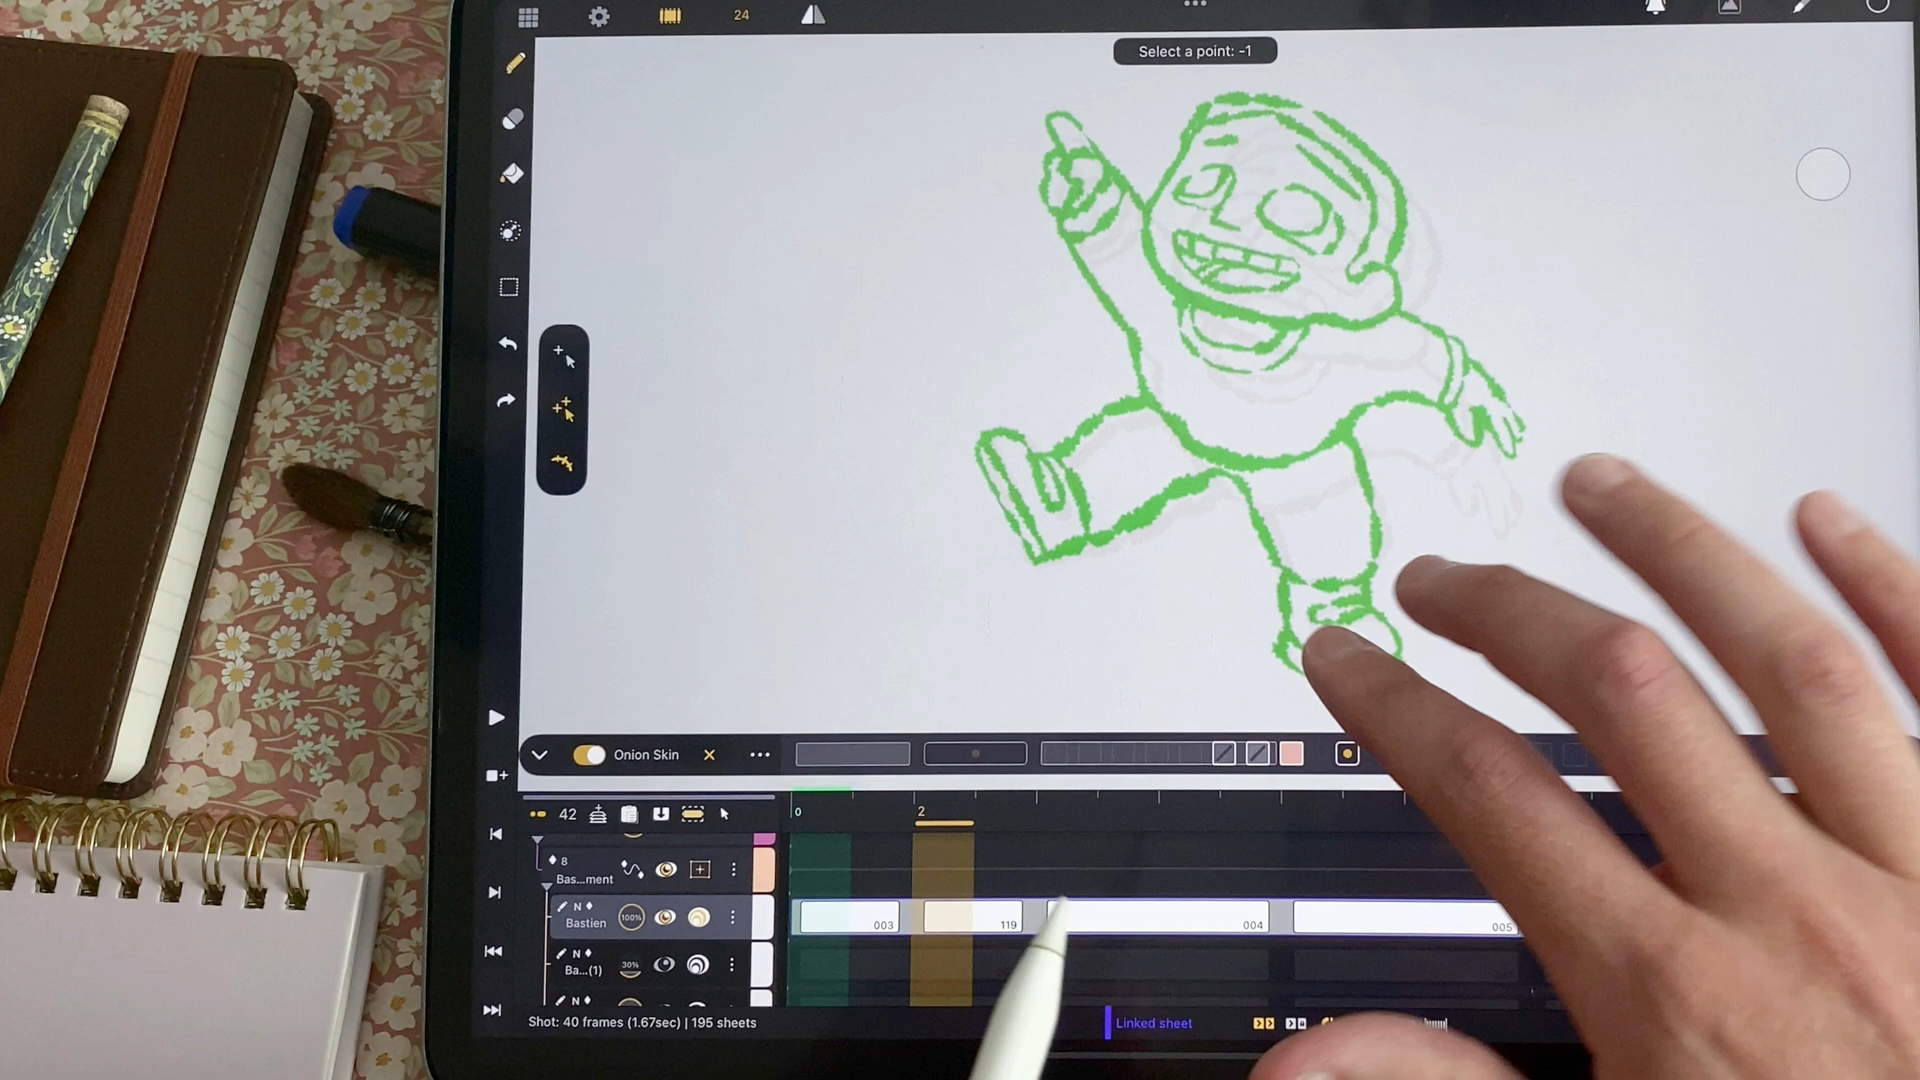 24
Select a point: -1
Onion Skin
42
0
2
8
Bas...ment
N
Bastien
100%
003
119
004
005
N
Ba...(1)
30%
N
Shot: 40 frames (1.67sec) | 195 sheets
Linked sheet